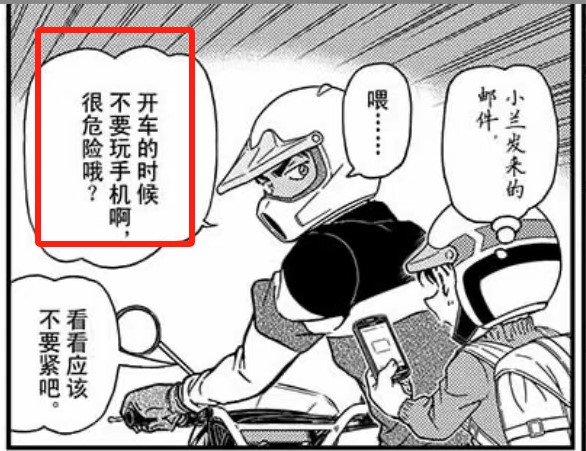 小兰发来的
邮件。
喂……
开车的时候
不要玩手机啊，
很危险哦？
看看应该
不要紧吧。